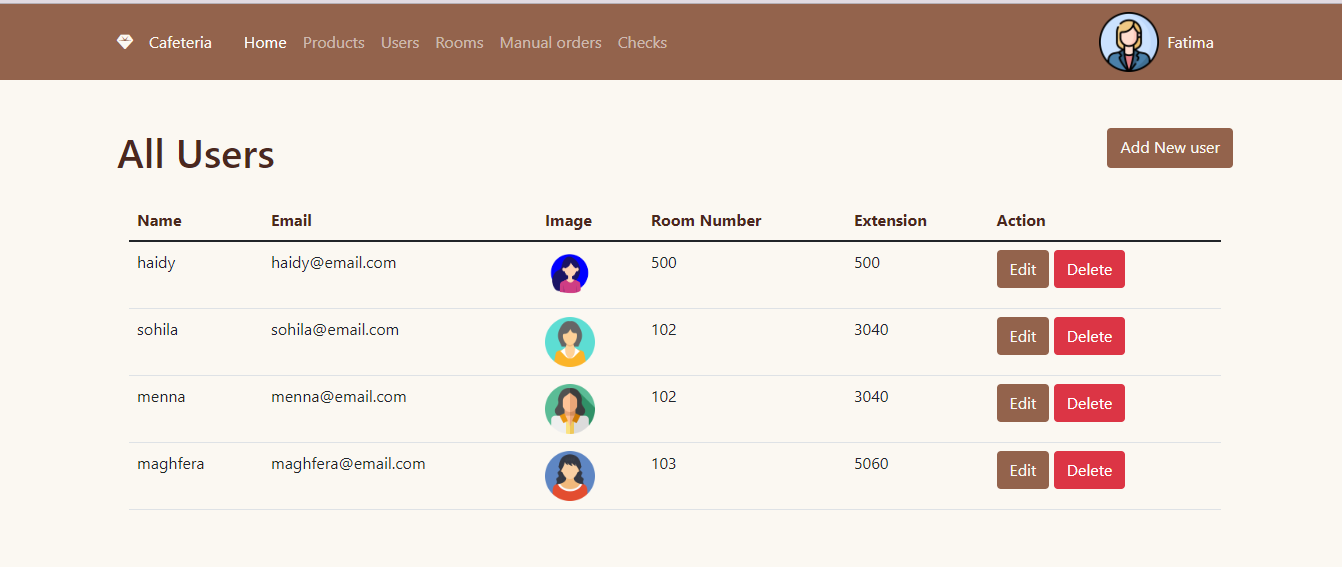 Cafeteria Home Products Users Rooms Manual orders Checks Fatima
All Users Add New user
Name Email Image Room Number Extension Action
haidy haidy@email.com 500 500 Edit Delete
sohila sohila@email.com 102 3040 Edit Delete
menna menna@email.com 102 3040 Edit Delete
maghfera maghfera@email.com 103 5060 Edit Delete